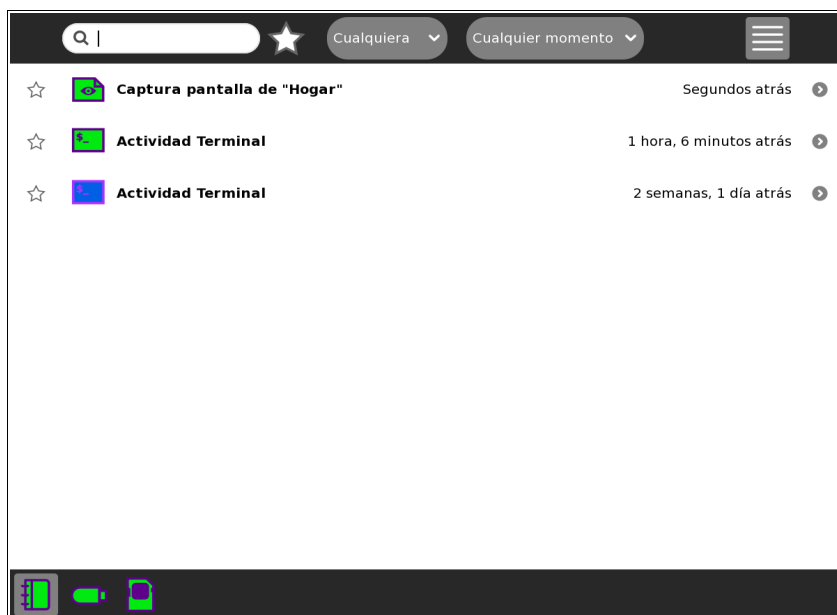 Cualquiera Cualquier momento
Captura pantalla de "Hogar" Segundos atrás
$_ Actividad Terminal 1 hora, 6 minutos atrás
$_ Actividad Terminal 2 semanas, 1 día atrás